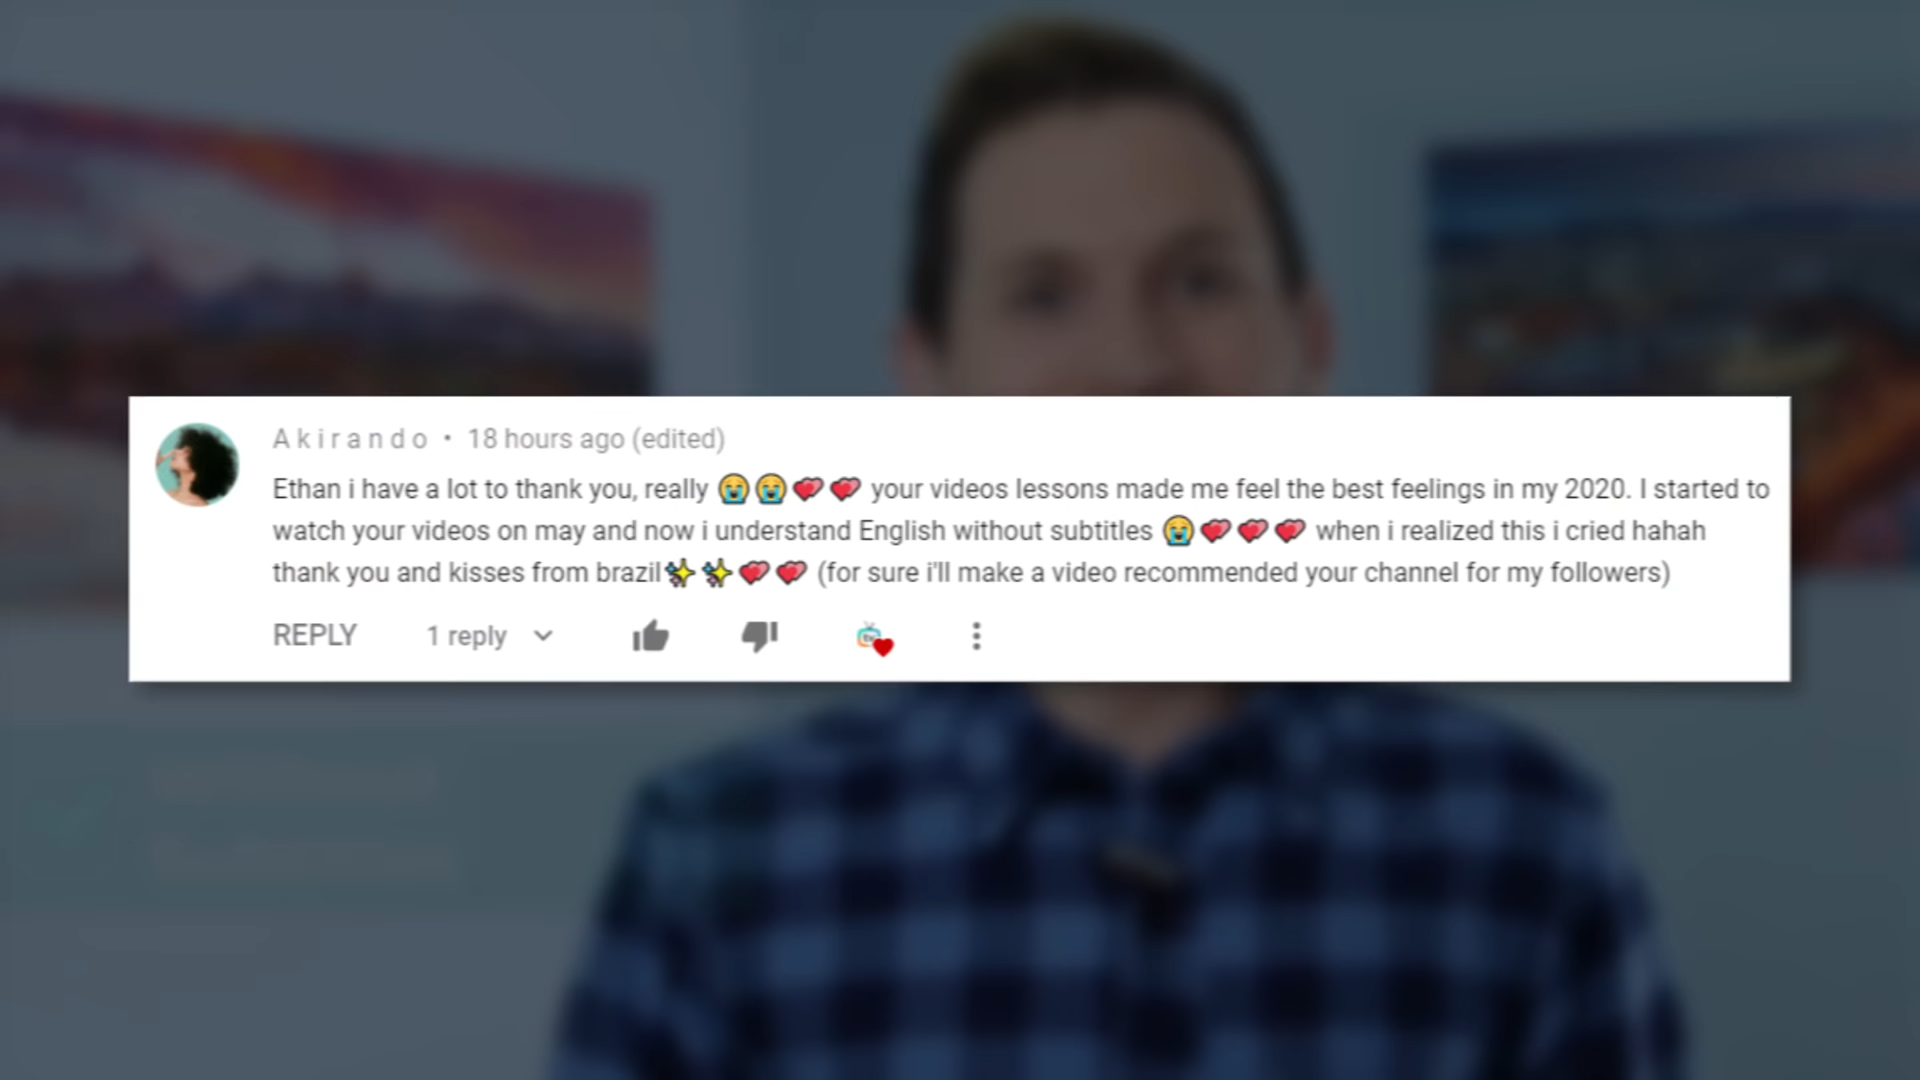 A k i r a n d o • 18 hours ago (edited)
Ethan i have a lot to thank you, really 😭😭💕💕 your videos lessons made me feel the best feelings in my 2020. I started to
watch your videos on may and now i understand English without subtitles 😭💕💕💕 when i realized this i cried hahah
thank you and kisses from brazil✨✨💕💕 (for sure i'll make a video recommended your channel for my followers)
REPLY 1 reply